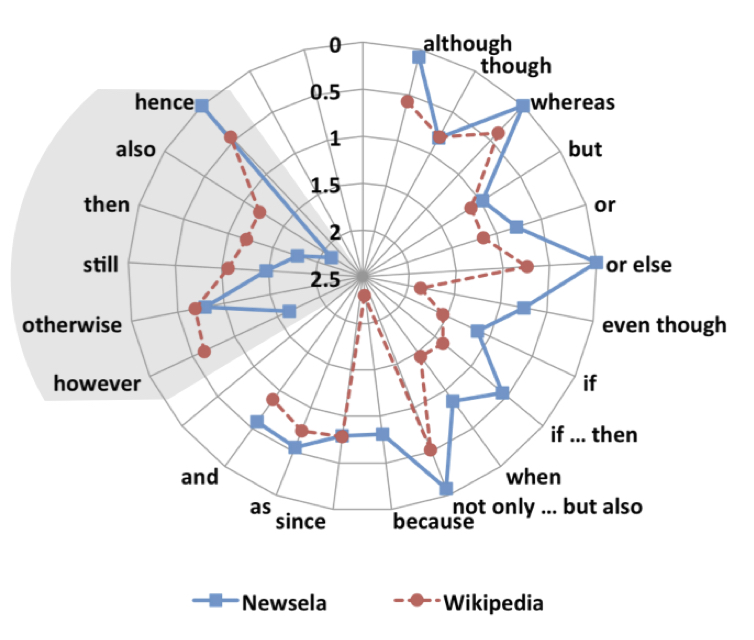 0
although
though
0.5
hence
whereas
1
also
but
1.5
then
or
2
still
or else
2.5
otherwise
even though
however
if
if ... then
and
when
as
not only ... but also
since
because
Newsela
Wikipedia